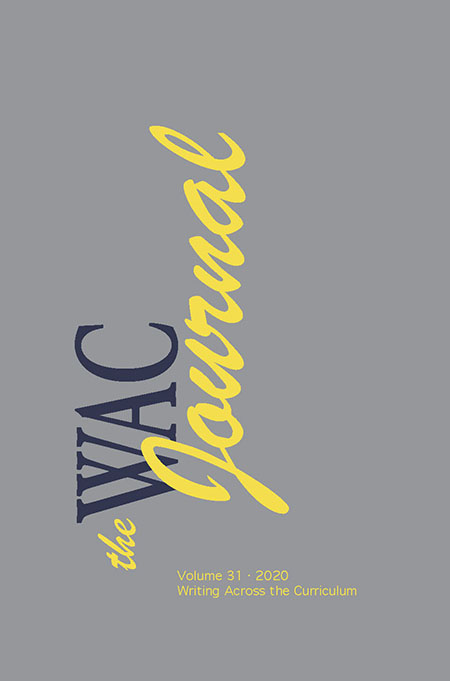 the WAC
Journal
Volume 31 · 2020
Writing Across the Curriculum